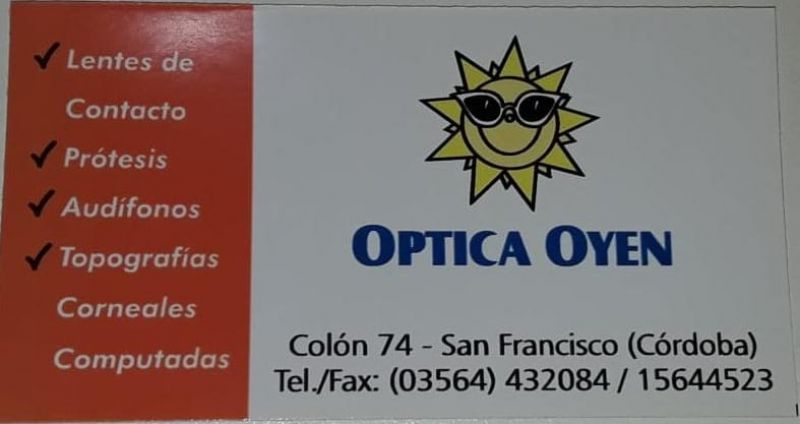 ✓ Lentes de
Contacto
✓ Prótesis
✓ Audífonos
✓ Topografías
Corneales
Computadas
OPTICA OYEN
Colón 74 - San Francisco (Córdoba)
Tel./Fax: (03564) 432084 / 15644523